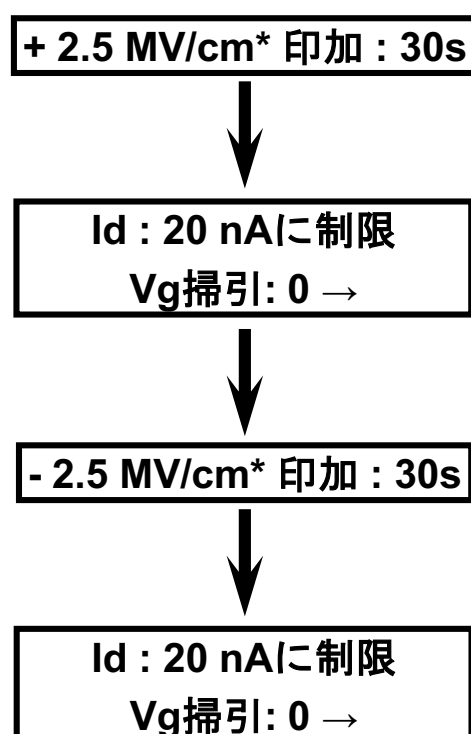 + 2.5 MV/cm* 印加 : 30s
Id : 20 nAに制限
Vg掃引: 0 →
- 2.5 MV/cm* 印加 : 30s
Id : 20 nAに制限
Vg掃引: 0 →